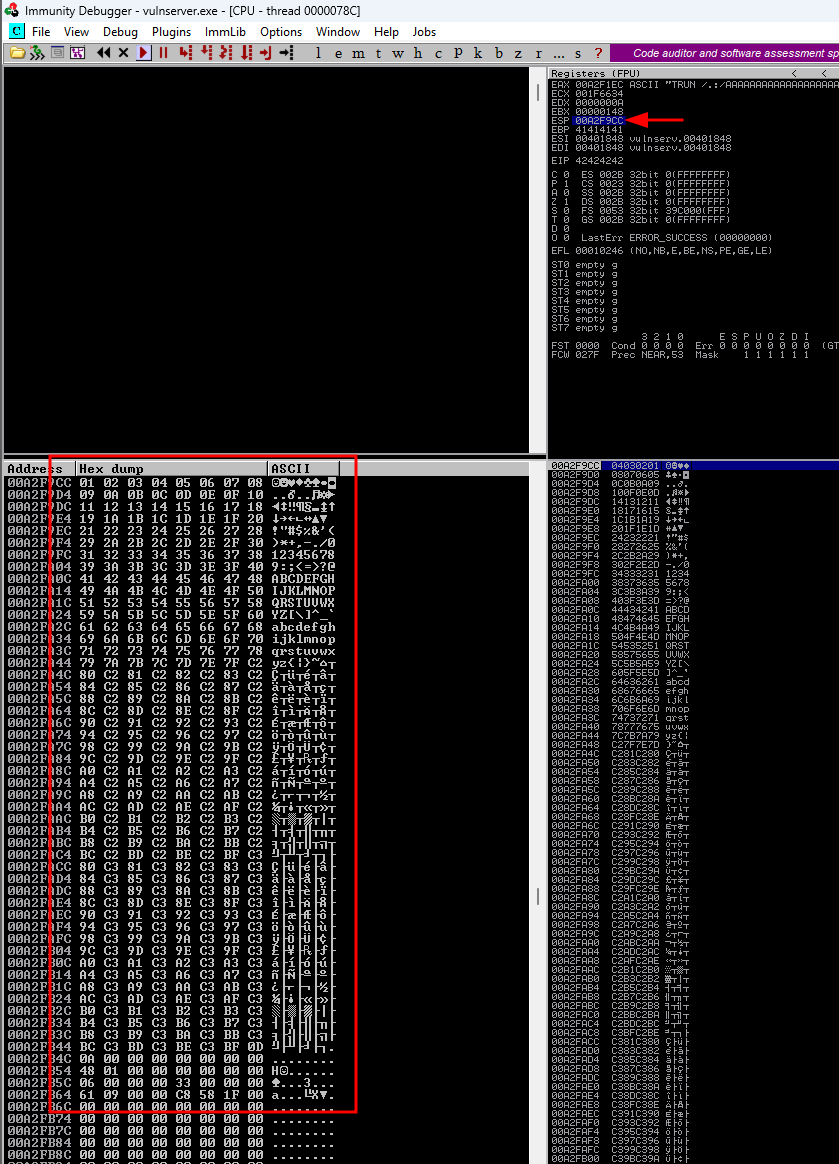 Immunity Debugger - vulnserver.exe - [CPU - thread 0000078C]
File View Debug Plugins ImmLib Options Window Help Jobs
l e m t w h c P k b z r ... s ? Code auditor and software assessment sp
Registers (FPU) < <
EAX 00A2F1EC ASCII "TRUN /.:/AAAAAAAAAAAAAAAAAAAA
ECX 001F6634
EDX 0000000A
EBX 00000148
ESP 00A2F9CC
EBP 41414141
ESI 00401848 vulnserv.00401848
EDI 00401848 vulnserv.00401848
EIP 42424242
C 0 ES 002B 32bit 0(FFFFFFFF)
P 1 CS 0023 32bit 0(FFFFFFFF)
A 0 SS 002B 32bit 0(FFFFFFFF)
Z 1 DS 002B 32bit 0(FFFFFFFF)
S 0 FS 0053 32bit 39C000(FFF)
T 0 GS 002B 32bit 0(FFFFFFFF)
D 0
O 0 LastErr ERROR_SUCCESS (00000000)
EFL 00010246 (NO,NB,E,BE,NS,PE,GE,LE)
ST0 empty g
ST1 empty g
ST2 empty g
ST3 empty g
ST4 empty g
ST5 empty g
ST6 empty g
ST7 empty g
3 2 1 0 E S P U O Z D I
FST 0000 Cond 0 0 0 0 Err 0 0 0 0 0 0 0 0 (GT
FCW 027F Prec NEAR,53 Mask 1 1 1 1 1 1
Address Hex dump ASCII
00A2F9CC 01 02 03 04 05 06 07 08
00A2F9D4 09 0A 0B 0C 0D 0E 0F 10
00A2F9DC 11 12 13 14 15 16 17 18
00A2F9E4 19 1A 1B 1C 1D 1E 1F 20
00A2F9EC 21 22 23 24 25 26 27 28 !"#$%&'(
00A2F9F4 29 2A 2B 2C 2D 2E 2F 30 )*+,-./0
00A2F9FC 31 32 33 34 35 36 37 38 12345678
00A2FA04 39 3A 3B 3C 3D 3E 3F 40 9:;<=>?@
00A2FA0C 41 42 43 44 45 46 47 48 ABCDEFGH
00A2FA14 49 4A 4B 4C 4D 4E 4F 50 IJKLMNOP
00A2FA1C 51 52 53 54 55 56 57 58 QRSTUVWX
00A2FA24 59 5A 5B 5C 5D 5E 5F 60 YZ[\]^_`
00A2FA2C 61 62 63 64 65 66 67 68 abcdefgh
00A2FA34 69 6A 6B 6C 6D 6E 6F 70 ijklmnop
00A2FA3C 71 72 73 74 75 76 77 78 qrstuvwx
00A2FA44 79 7A 7B 7C 7D 7E 7F C2
00A2FA4C 80 C2 81 C2 82 C2 83 C2
00A2FA54 84 C2 85 C2 86 C2 87 C2
00A2FA5C 88 C2 89 C2 8A C2 8B C2
00A2FA64 8C C2 8D C2 8E C2 8F C2
00A2FA6C 90 C2 91 C2 92 C2 93 C2
00A2FA74 94 C2 95 C2 96 C2 97 C2
00A2FA7C 98 C2 99 C2 9A C2 9B C2
00A2FA84 9C C2 9D C2 9E C2 9F C2
00A2FA8C A0 C2 A1 C2 A2 C2 A3 C2
00A2FA94 A4 C2 A5 C2 A6 C2 A7 C2
00A2FA9C A8 C2 A9 C2 AA C2 AB C2
00A2FAA4 AC C2 AD C2 AE C2 AF C2
00A2FAAC B0 C2 B1 C2 B2 C2 B3 C2
00A2FAB4 B4 C2 B5 C2 B6 C2 B7 C2
00A2FABC B8 C2 B9 C2 BA C2 BB C2
00A2FAC4 BC C2 BD C2 BE C2 BF C3
00A2FACC 80 C3 81 C3 82 C3 83 C3
00A2FAD4 84 C3 85 C3 86 C3 87 C3
00A2FADC 88 C3 89 C3 8A C3 8B C3
00A2FAE4 8C C3 8D C3 8E C3 8F C3
00A2FAEC 90 C3 91 C3 92 C3 93 C3
00A2FAF4 94 C3 95 C3 96 C3 97 C3
00A2FAFC 98 C3 99 C3 9A C3 9B C3
00A2FB04 9C C3 9D C3 9E C3 9F C3
00A2FB0C A0 C3 A1 C3 A2 C3 A3 C3
00A2FB14 A4 C3 A5 C3 A6 C3 A7 C3
00A2FB1C A8 C3 A9 C3 AA C3 AB C3
00A2FB24 AC C3 AD C3 AE C3 AF C3
00A2FB2C B0 C3 B1 C3 B2 C3 B3 C3
00A2FB34 B4 C3 B5 C3 B6 C3 B7 C3
00A2FB3C B8 C3 B9 C3 BA C3 BB C3
00A2FB44 BC C3 BD C3 BE C3 BF 0D
00A2FB4C 0A 00 00 00 00 00 00 00 ........
00A2FB54 48 01 00 00 00 00 00 00
00A2FB5C 06 00 00 00 33 00 00 00
00A2FB64 61 09 00 00 C8 58 1F 00
00A2FB6C 00 00 00 00 00 00 00 00 ........
00A2FB74 00 00 00 00 00 00 00 00 ........
00A2FB7C 00 00 00 00 00 00 00 00 ........
00A2FB84 00 00 00 00 00 00 00 00 ........
00A2FB8C 00 00 00 00 00 00 00 00 ........
00A2F9CC 04030201
00A2F9D0 08070605
00A2F9D4 0C0B0A09
00A2F9D8 100F0E0D
00A2F9DC 14131211
00A2F9E0 18171615
00A2F9E4 1C1B1A19
00A2F9E8 201F1E1D
00A2F9EC 24232221 !"#$
00A2F9F0 28272625 %&'(
00A2F9F4 2C2B2A29 )*+,
00A2F9F8 302F2E2D -./0
00A2F9FC 34333231 1234
00A2FA00 38373635 5678
00A2FA04 3C3B3A39 9:;<
00A2FA08 403F3E3D =>?@
00A2FA0C 44434241 ABCD
00A2FA10 48474645 EFGH
00A2FA14 4C4B4A49 IJKL
00A2FA18 504F4E4D MNOP
00A2FA1C 54535251 QRST
00A2FA20 58575655 UVWX
00A2FA24 5C5B5A59 YZ[\
00A2FA28 605F5E5D ]^_`
00A2FA2C 64636261 abcd
00A2FA30 68676665 efgh
00A2FA34 6C6B6A69 ijkl
00A2FA38 706F6E6D mnop
00A2FA3C 74737271 qrst
00A2FA40 78777675 uvwx
00A2FA44 7C7B7A79 yz{|
00A2FA48 C27F7E7D
00A2FA4C C281C280
00A2FA50 C283C282
00A2FA54 C285C284
00A2FA58 C287C286
00A2FA5C C289C288
00A2FA60 C28BC28A
00A2FA64 C28DC28C
00A2FA68 C28FC28E
00A2FA6C C291C290
00A2FA70 C293C292
00A2FA74 C295C294
00A2FA78 C297C296
00A2FA7C C299C298
00A2FA80 C29BC29A
00A2FA84 C29DC29C
00A2FA88 C29FC29E
00A2FA8C C2A1C2A0
00A2FA90 C2A3C2A2
00A2FA94 C2A5C2A4
00A2FA98 C2A7C2A6
00A2FA9C C2A9C2A8
00A2FAA0 C2ABC2AA
00A2FAA4 C2ADC2AC
00A2FAA8 C2AFC2AE
00A2FAAC C2B1C2B0
00A2FAB0 C2B3C2B2
00A2FAB4 C2B5C2B4
00A2FAB8 C2B7C2B6
00A2FABC C2B9C2B8
00A2FAC0 C2BBC2BA
00A2FAC4 C2BDC2BC
00A2FAC8 C3BFC2BE
00A2FACC C381C380
00A2FAD0 C383C382
00A2FAD4 C385C384
00A2FAD8 C387C386
00A2FADC C389C388
00A2FAE0 C38BC38A
00A2FAE4 C38DC38C
00A2FAE8 C38FC38E
00A2FAEC C391C390
00A2FAF0 C393C392
00A2FAF4 C395C394
00A2FAF8 C397C396
00A2FAFC C399C398
00A2FB00 C39BC39A